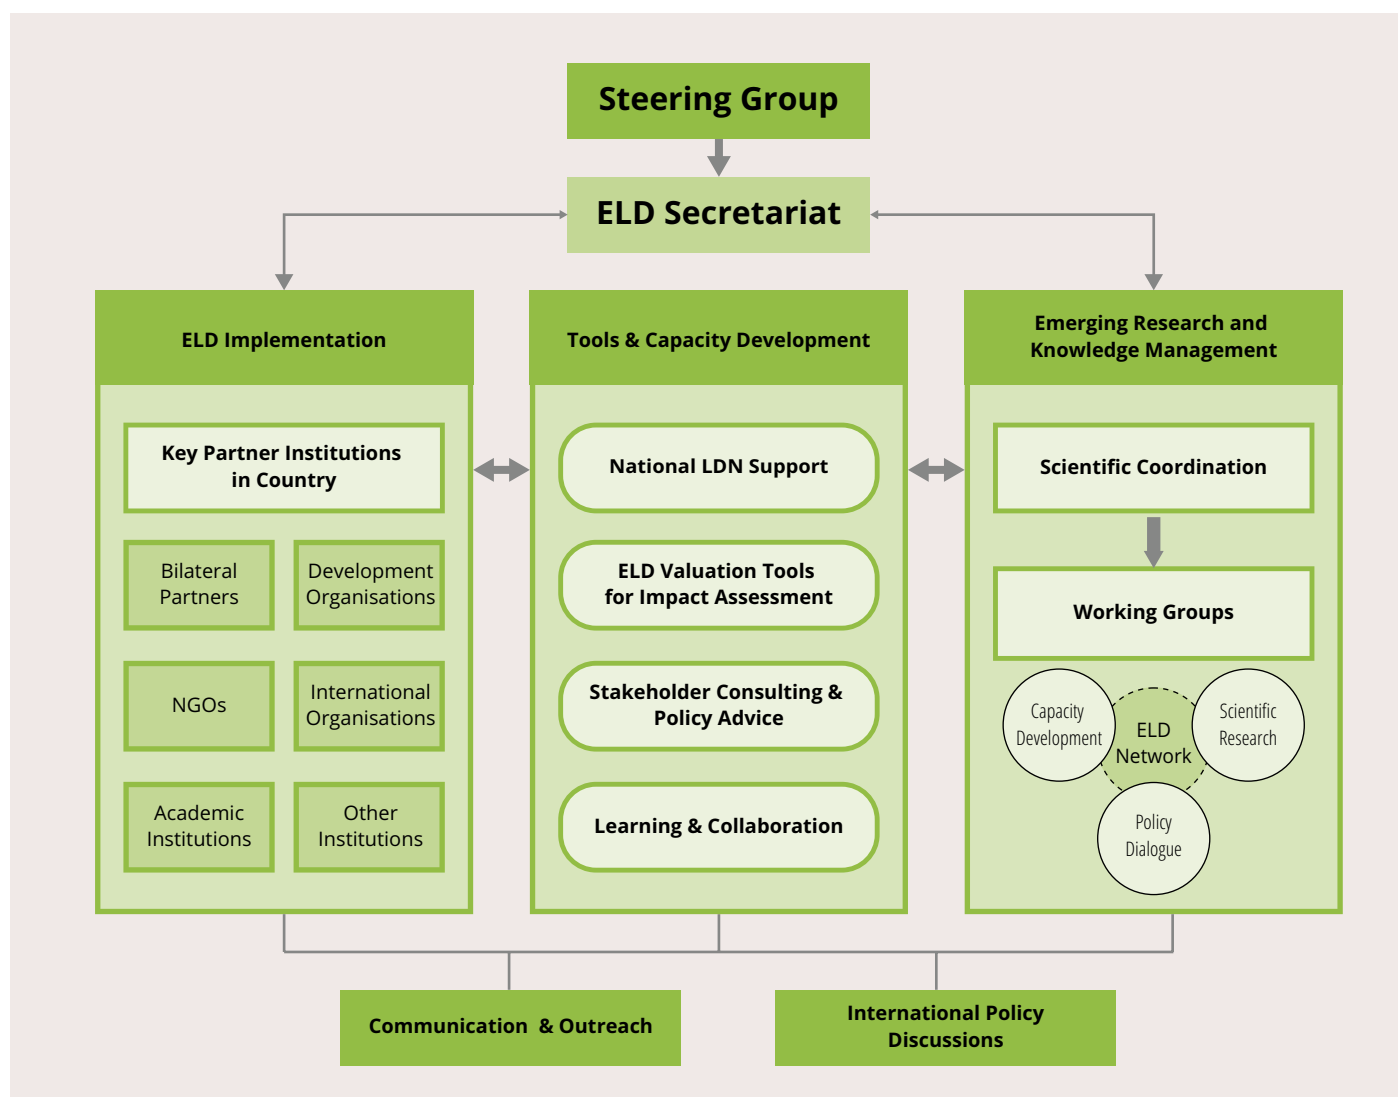 Steering Group
ELD Secretariat
ELD Implementation
Key Partner Institutions
in Country
Bilateral
Partners
Development
Organisations
NGOs
International
Organisations
Academic
Institutions
Other
Institutions
Tools & Capacity Development
National LDN Support
ELD Valuation Tools
for Impact Assessment
Stakeholder Consulting &
Policy Advice
Learning & Collaboration
Emerging Research and
Knowledge Management
Scientific Coordination
Working Groups
Capacity
Development
ELD
Network
Scientific
Research
Policy
Dialogue
Communication & Outreach
International Policy
Discussions